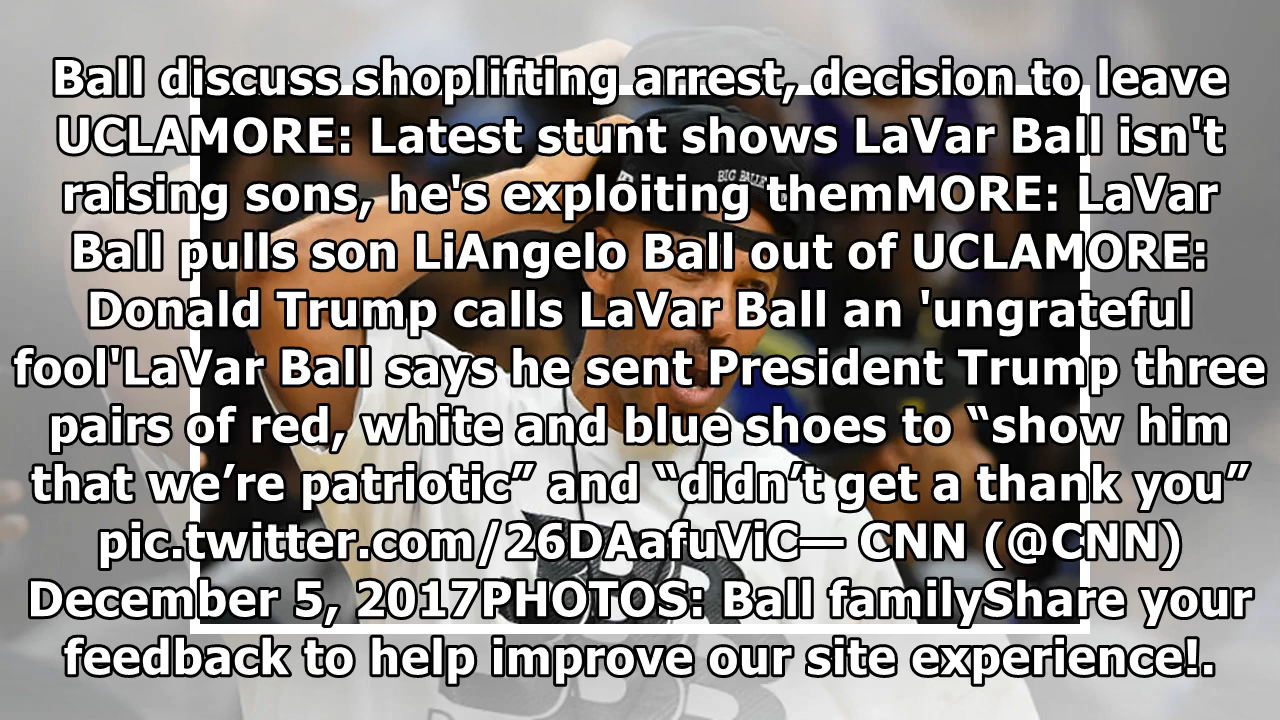 Ball discuss shoplifting arrest, decision to leave
UCLAMORE: Latest stunt shows LaVar Ball isn't
raising sons, he's exploiting themMORE: LaVar
Ball pulls son LiAngelo Ball out of UCLAMORE:
Donald Trump calls LaVar Ball an 'ungrateful
fool'LaVar Ball says he sent President Trump three
pairs of red, white and blue shoes to “show him
that we’re patriotic” and “didn’t get a thank you”
pic.twitter.com/26DAafuViC— CNN (@CNN)
December 5, 2017PHOTOS: Ball familyShare your
feedback to help improve our site experience!.
BIG BALLE
BBB